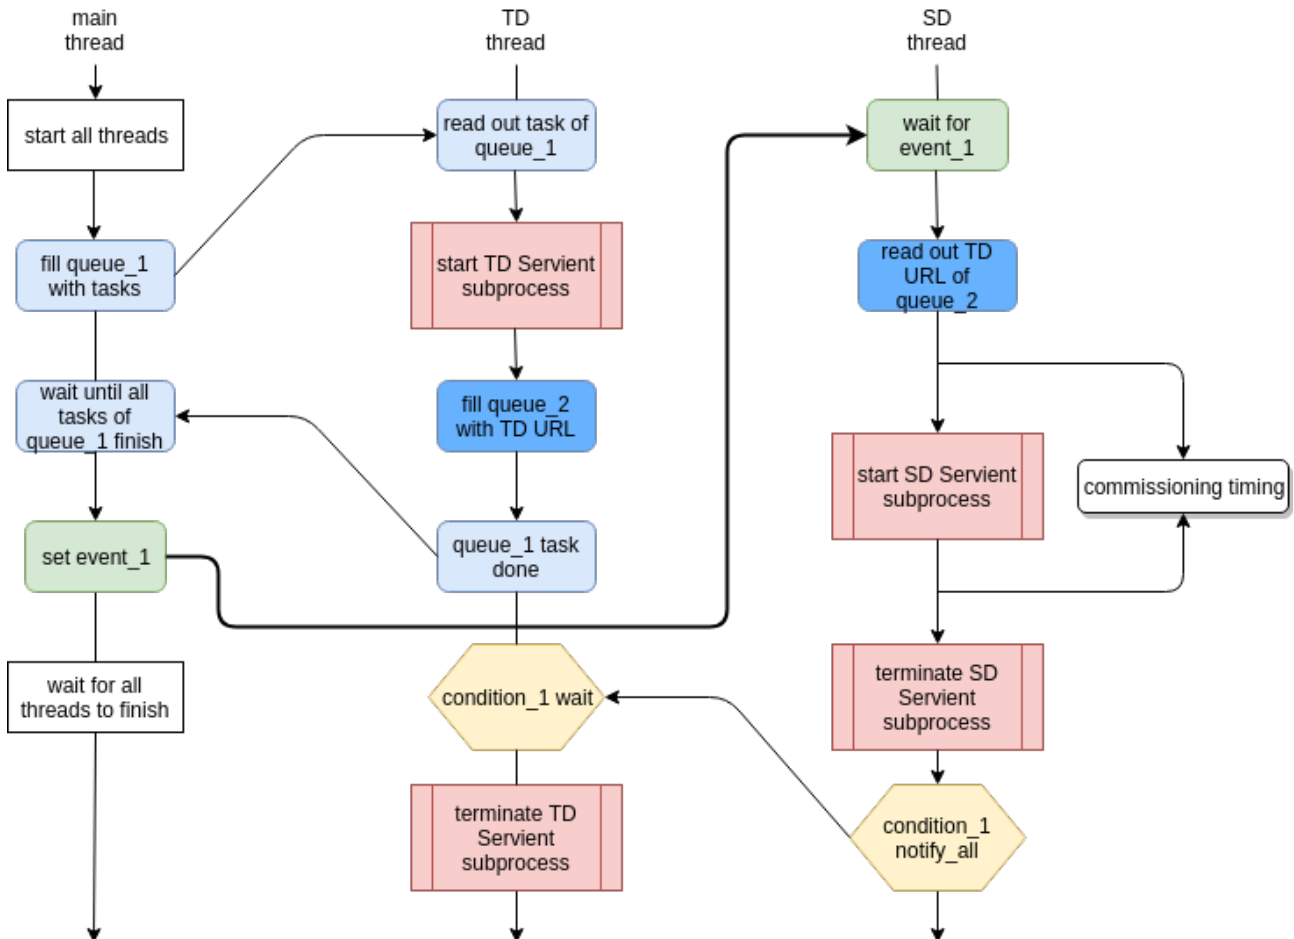 main
thread
TD
thread
SD
thread
start all threads
read out task of
queue_1
wait for
event_1
fill queue_1
with tasks
start TD Servient
subprocess
read out TD
URL of
queue_2
wait until all
tasks of
queue_1 finish
fill queue_2
with TD URL
start SD Servient
subprocess
commissioning timing
set event_1
queue_1 task
done
wait for all
threads to finish
condition_1 wait
terminate SD
Servient
subprocess
terminate TD
Servient
subprocess
condition_1
notify_all